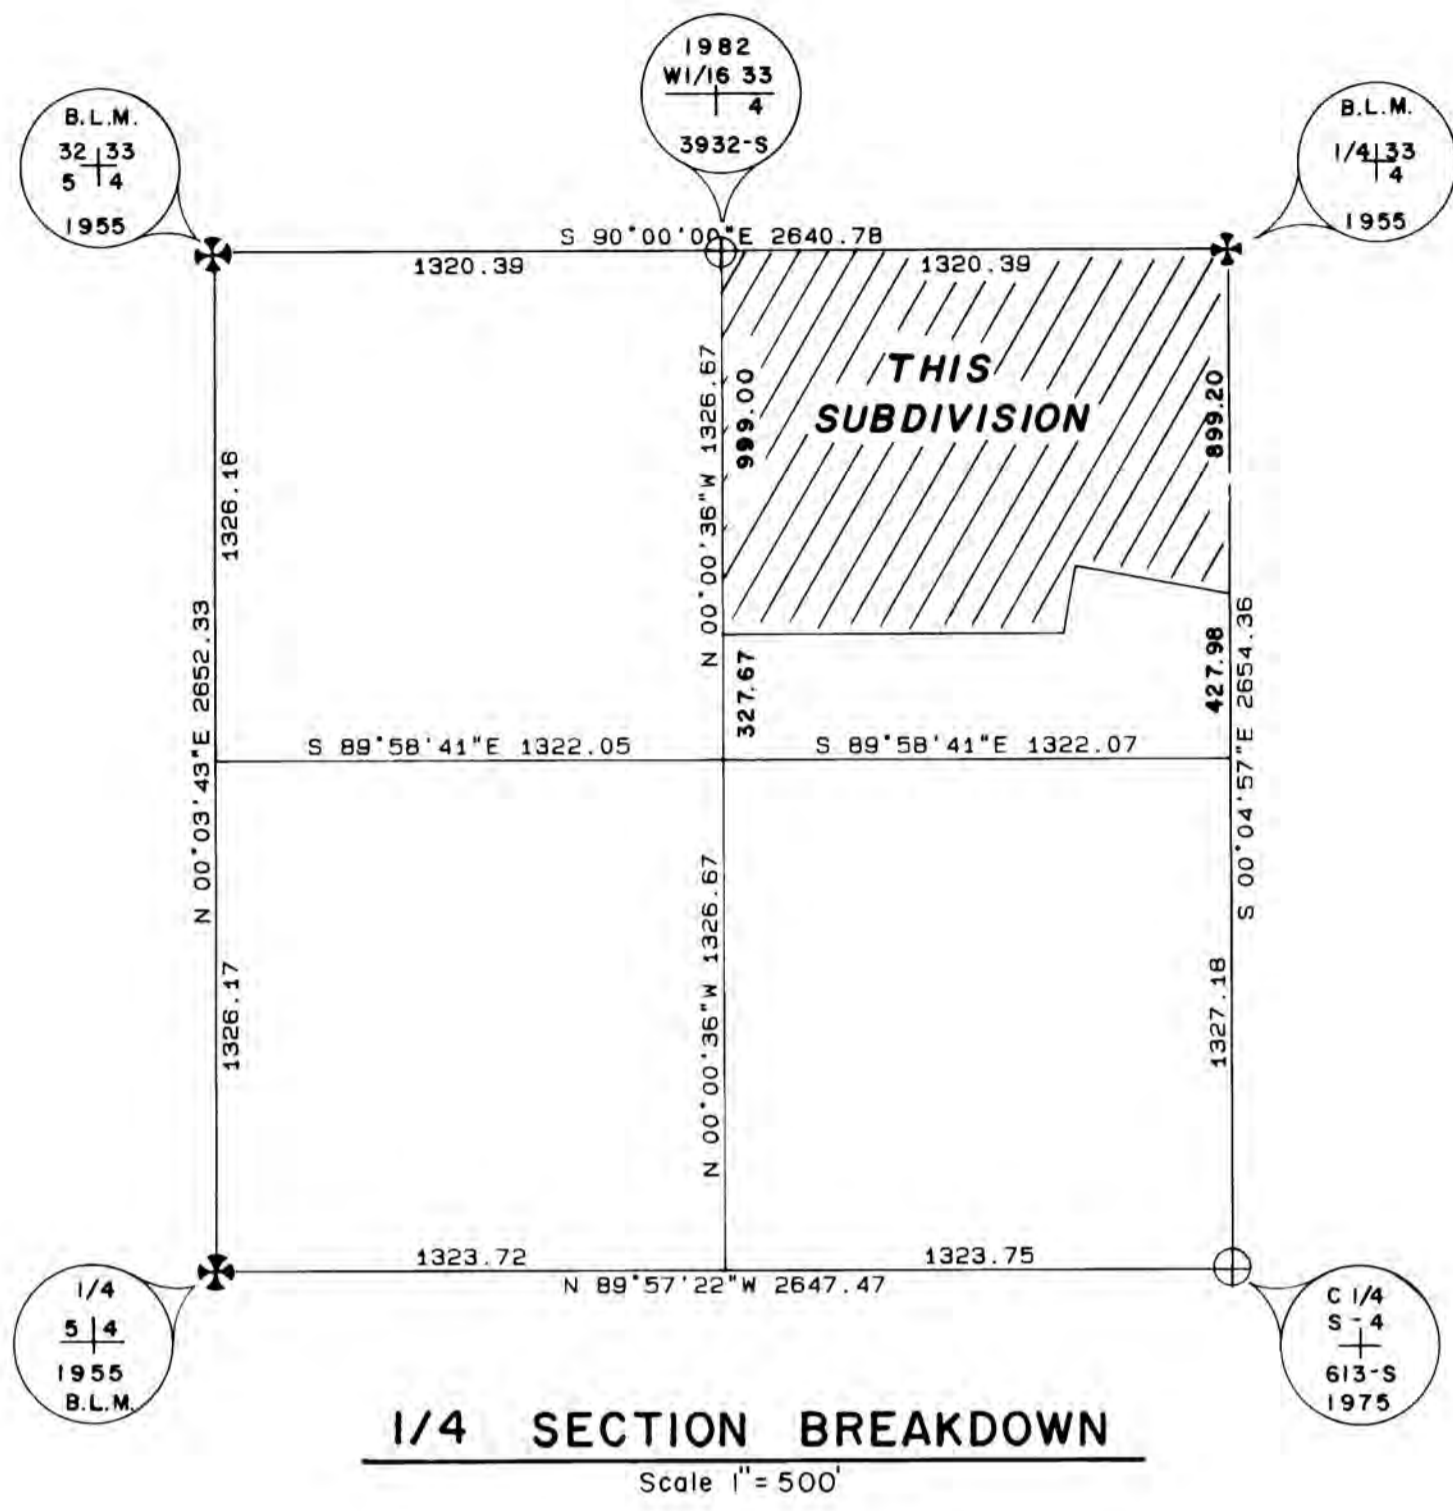 1982
W1/16 33
4
3932-S
B.L.M.
32 33
5 4
1955
B.L.M.
1/4 33
4
1955
S 90°00'00"E 2640.78
1320.39
1320.39
THIS
SUBDIVISION
N 00°00'36"W 1326.67
999.00
899.20
1326.16
N 00°03'43"E 2652.33
327.67
427.98
S 00°04'57"E 2654.36
S 89°58'41"E 1322.05
S 89°58'41"E 1322.07
1326.17
N 00°00'36"W 1326.67
1327.18
1323.72
1323.75
N 89°57'22"W 2647.47
1/4
5 4
1955
B.L.M.
C 1/4
S-4
613-S
1975
1/4 SECTION BREAKDOWN
Scale 1"=500'